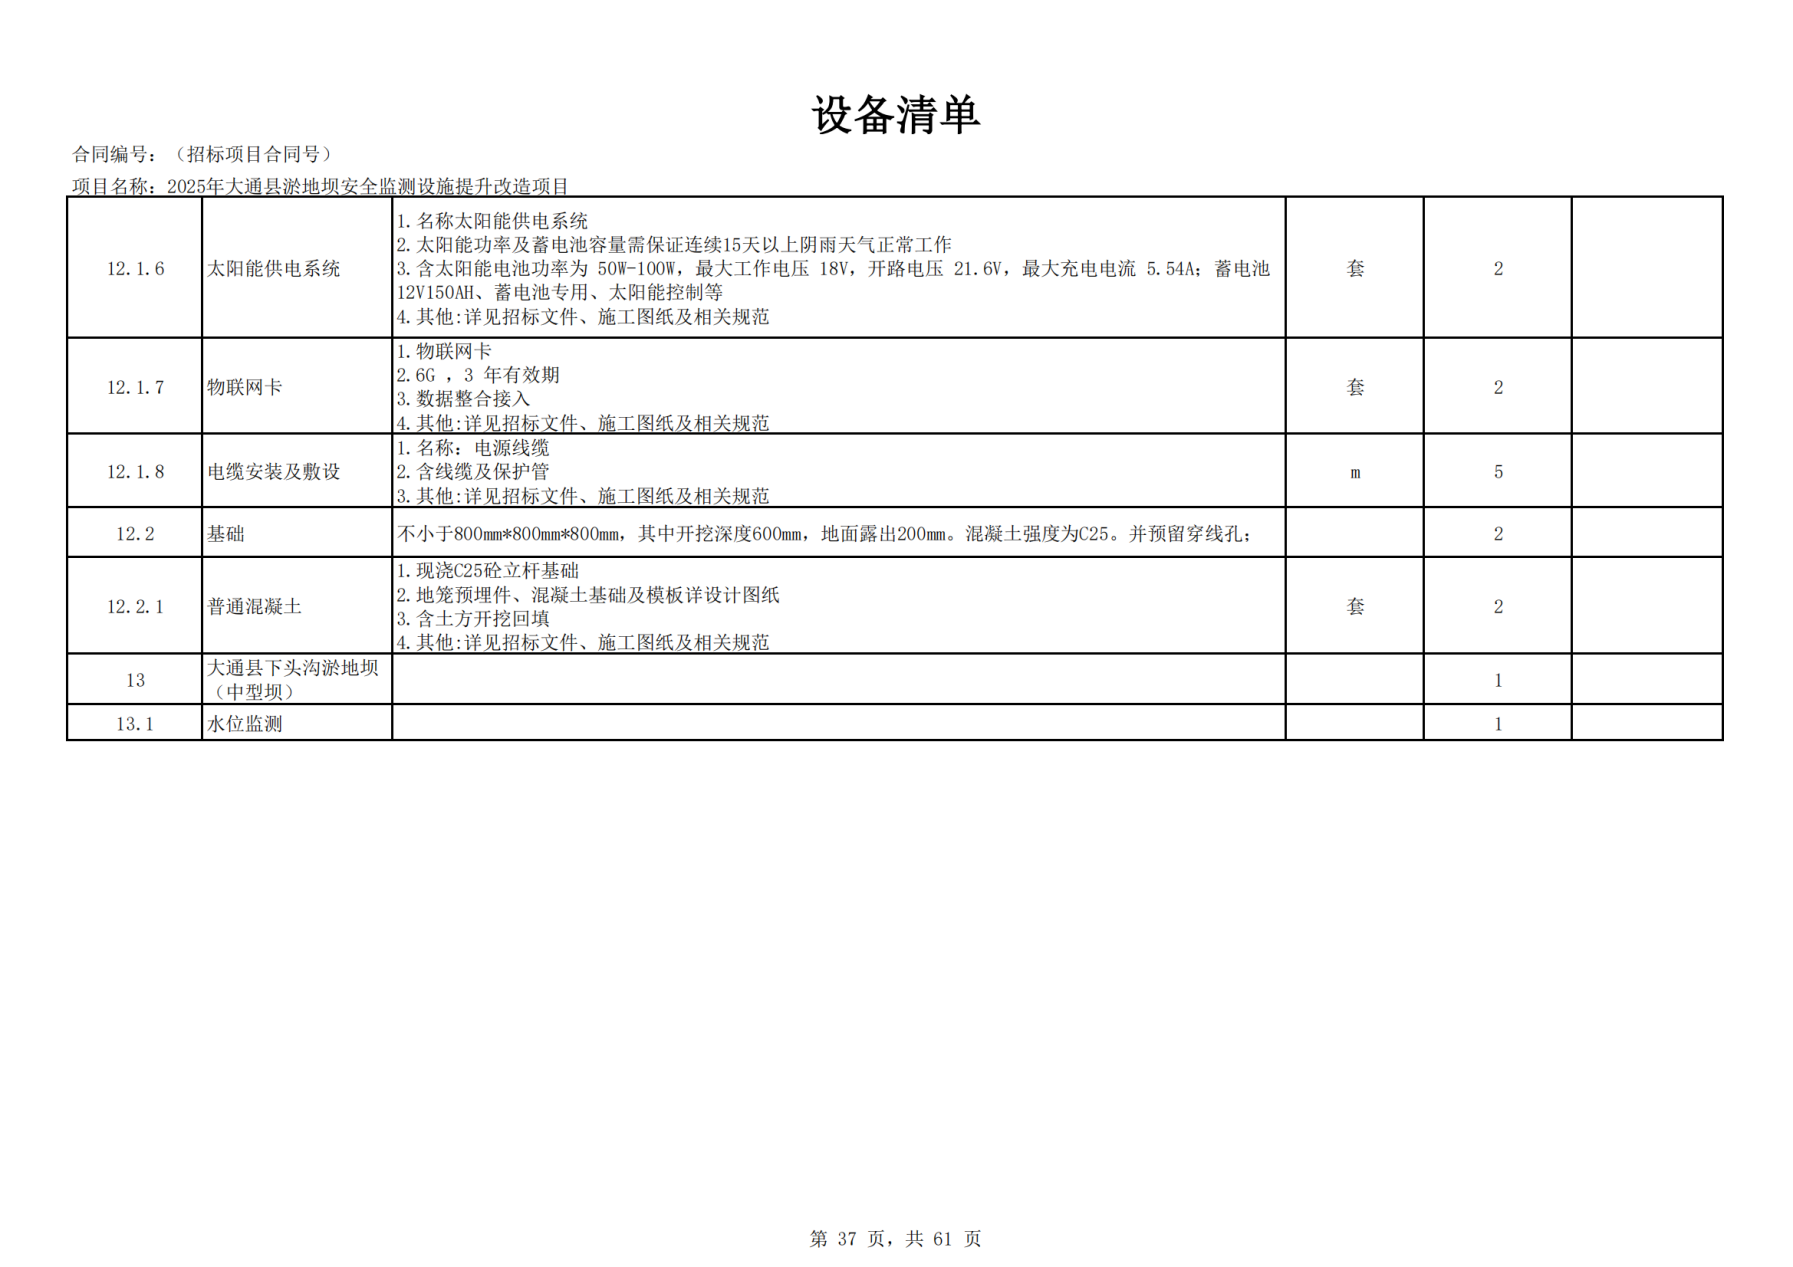 设备清单
合同编号：（招标项目合同号）
项目名称：2025年大通县淤地坝安全监测设施提升改造项目
12.1.6 太阳能供电系统
1.名称太阳能供电系统
2.太阳能功率及蓄电池容量需保证连续15天以上阴雨天气正常工作
3.含太阳能电池功率为 50W-100W，最大工作电压 18V，开路电压 21.6V，最大充电电流 5.54A；蓄电池
12V150AH、蓄电池专用、太阳能控制等
4.其他:详见招标文件、施工图纸及相关规范
套 2
12.1.7 物联网卡
1.物联网卡
2.6G ，3 年有效期
3.数据整合接入
4.其他:详见招标文件、施工图纸及相关规范
套 2
12.1.8 电缆安装及敷设
1.名称：电源线缆
2.含线缆及保护管
3.其他:详见招标文件、施工图纸及相关规范
m 5
12.2 基础 不小于800mm*800mm*800mm，其中开挖深度600mm，地面露出200mm。混凝土强度为C25。并预留穿线孔； 2
12.2.1 普通混凝土
1.现浇C25砼立杆基础
2.地笼预埋件、混凝土基础及模板详设计图纸
3.含土方开挖回填
4.其他:详见招标文件、施工图纸及相关规范
套 2
13 大通县下头沟淤地坝
（中型坝）
1
13.1 水位监测 1
第 37 页，共 61 页